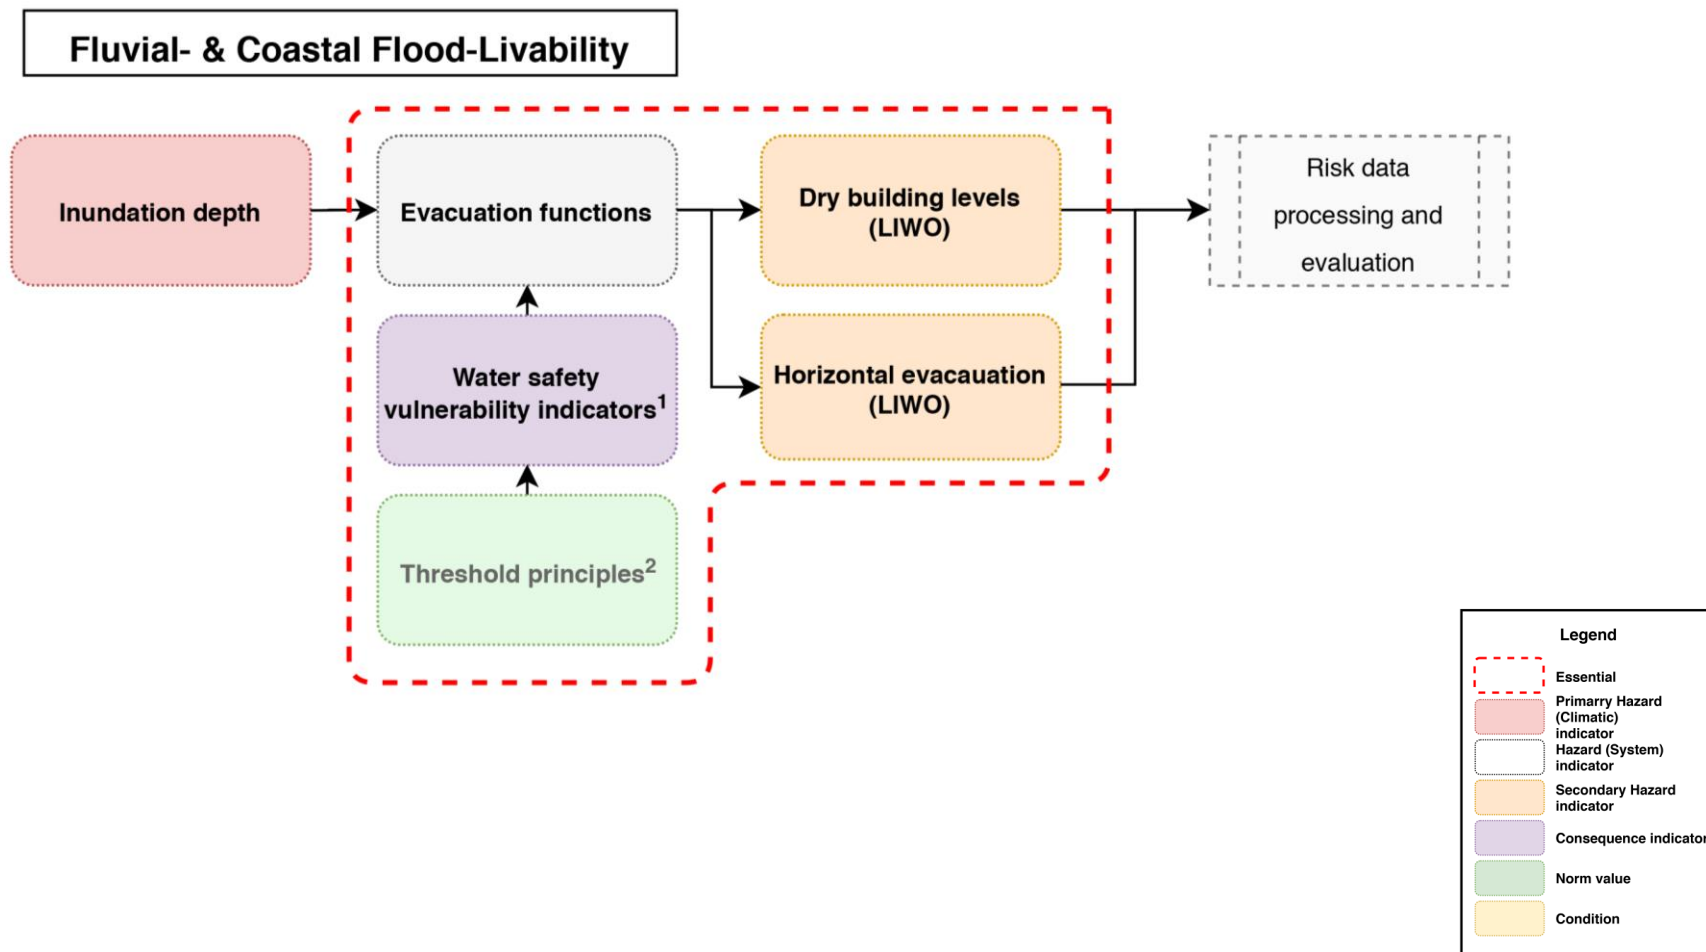 Fluvial- & Coastal Flood-Livability
Inundation depth
Evacuation functions
Dry building levels
(LIWO)
Risk data
processing and
evaluation
Water safety
vulnerability indicators¹
Horizontal evacauation
(LIWO)
Threshold principles²
Legend
Essential
Primarry Hazard
(Climatic)
indicator
Hazard (System)
indicator
Secondary Hazard
indicator
Consequence indicator
Norm value
Condition